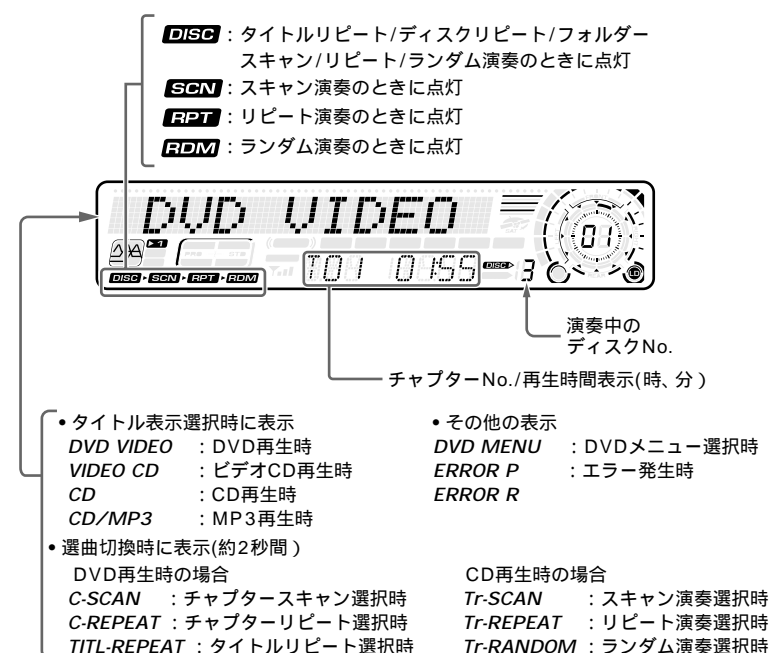 DISC：タイトルリピート/ディスクリピート/フォルダー
スキャン/リピート/ランダム演奏のときに点灯
SCN：スキャン演奏のときに点灯
RPT：リピート演奏のときに点灯
RDM：ランダム演奏のときに点灯
DVD VIDEO
01
1
DISC SCN RPT RDM
T01 01:55
DISC 3
LD
演奏中の
ディスクNo.
チャプターNo./再生時間表示(時、分)
•タイトル表示選択時に表示
DVD VIDEO ：DVD再生時
VIDEO CD ：ビデオCD再生時
CD ：CD再生時
CD/MP3 ：MP3再生時
•その他の表示
DVD MENU ：DVDメニュー選択時
ERROR P ：エラー発生時
ERROR R
•選曲切換時に表示(約2秒間)
DVD再生時の場合
C-SCAN ：チャプタースキャン選択時
C-REPEAT ：チャプターリピート選択時
TITL-REPEAT ：タイトルリピート選択時
CD再生時の場合
Tr-SCAN ：スキャン演奏選択時
Tr-REPEAT ：リピート演奏選択時
Tr-RANDOM ：ランダム演奏選択時